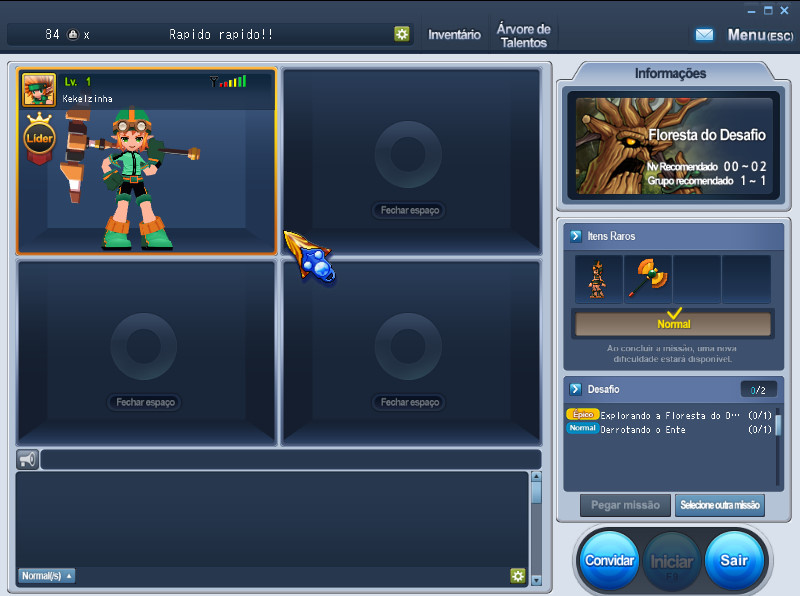 84 x
Rapido rapido!!
Inventário
Árvore de
Talentos
Menu(ESC)
Lv. 1
Kekelzinha
Líder
Fechar espaço
Fechar espaço
Fechar espaço
Normal/s)
Informações
Floresta do Desafio
Nv Recomendado 00 ~ 02
Grupo recomendado 1 ~ 1
Itens Raros
Normal
Ao concluir a missão, uma nova
dificuldade estará disponível.
Desafio
0/2
Épico Explorando a Floresta do D... (0/1)
Normal Derrotando o Ente (0/1)
Pegar missão
Selecione outra missão
Convidar
Iniciar
F3
Sair